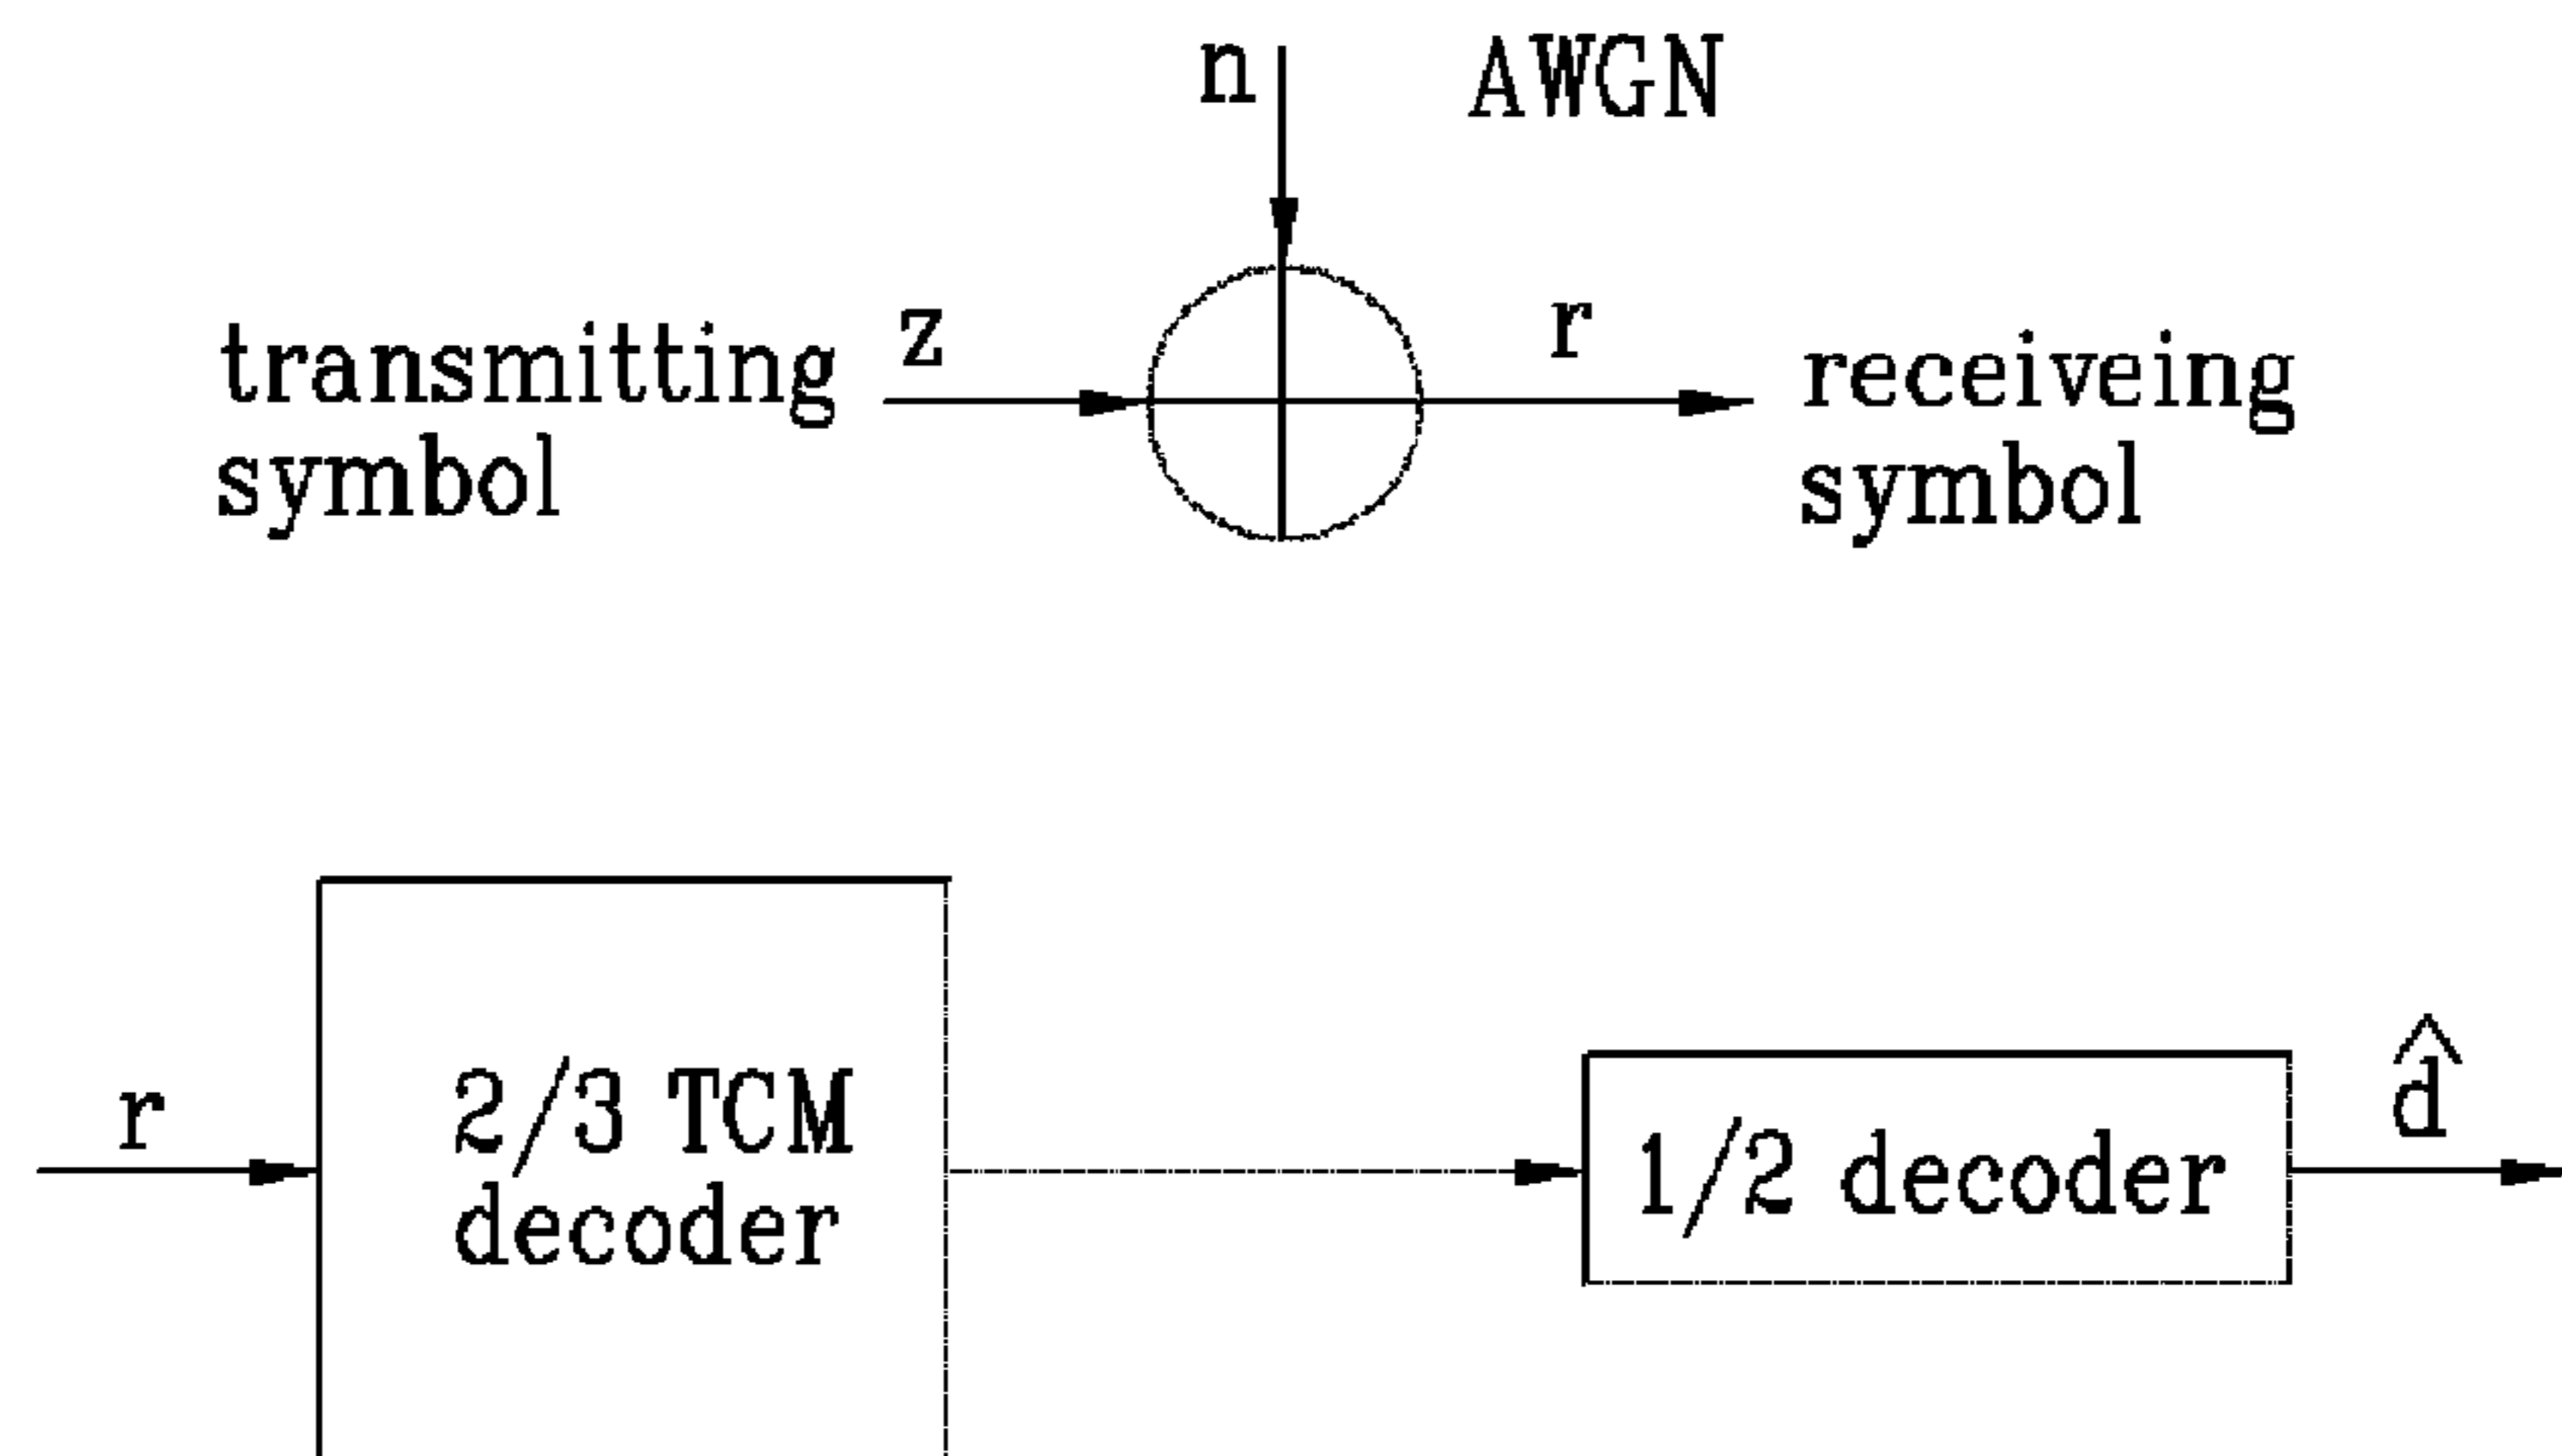 n AWGN
transmitting z r receiveing
symbol symbol
r 2/3 TCM
decoder
1/2 decoder
d̂